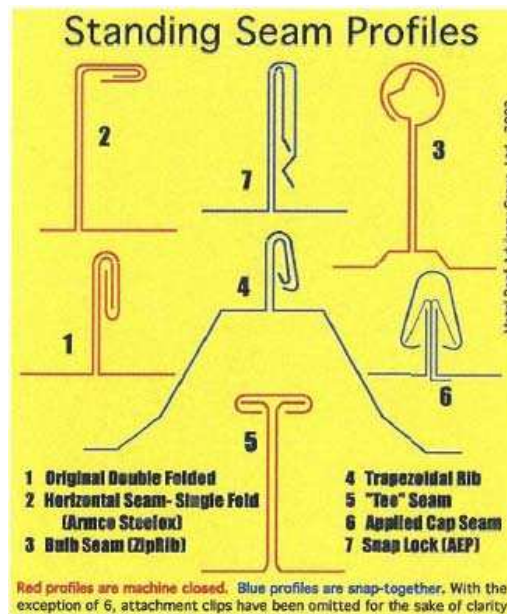 Standing Seam Profiles
2
7
3
4
1
6
5
1 Original Double Folded
2 Horizontal Seam- Single Fold
(Armco Steelox)
3 Bulb Seam (ZipRib)
4 Trapezoidal Rib
5 "Tee" Seam
6 Applied Cap Seam
7 Snap Lock (AEP)
Red profiles are machine closed. Blue profiles are snap-together. With the
exception of 6, attachment clips have been omitted for the sake of clarity